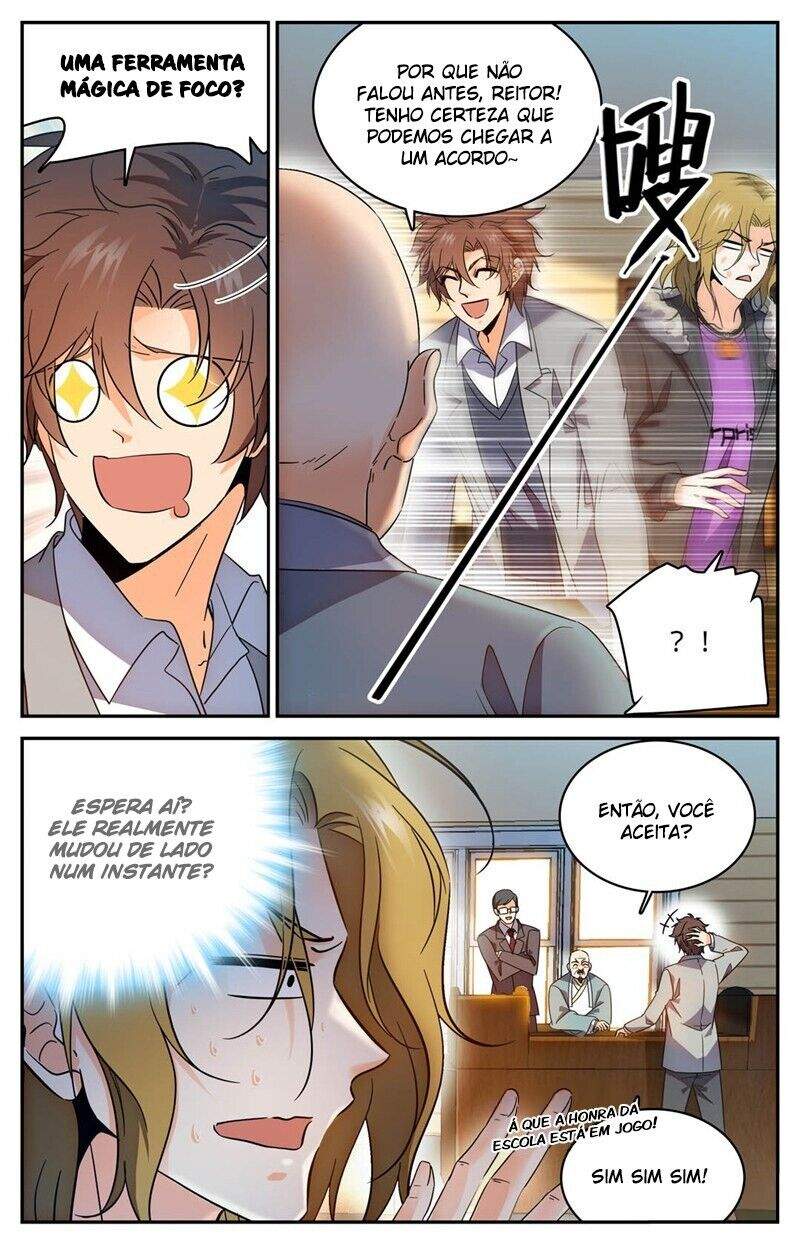 UMA FERRAMENTA
MÁGICA DE FOCO?
POR QUE NÃO
FALOU ANTES, REITOR!
TENHO CERTEZA QUE
PODEMOS CHEGAR A
UM ACORDO~
嗖
rpris
? !
ESPERA AÍ?
ELE REALMENTE
MUDOU DE LADO
NUM INSTANTE?
ENTÃO, VOCÊ
ACEITA?
Á QUE A HONRA DÁ
ESCOLA ESTÁ EM JOGO!
SIM SIM SIM!